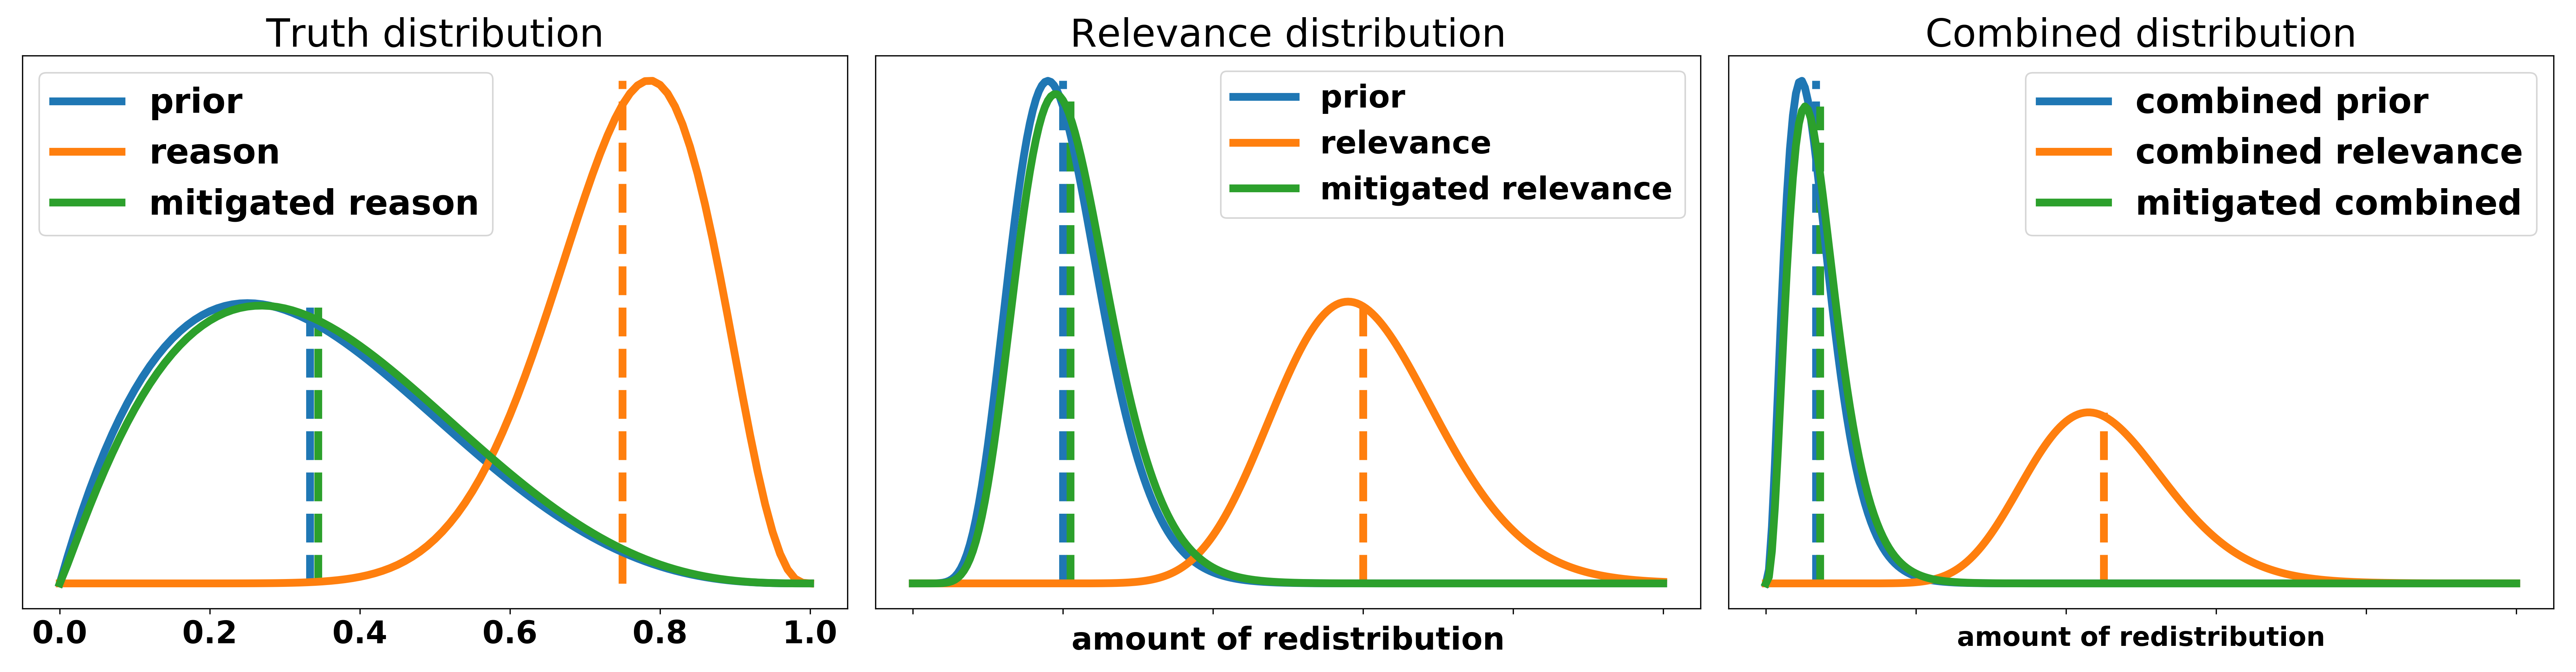 Truth distribution
prior
reason
mitigated reason
0.0 0.2 0.4 0.6 0.8 1.0
Relevance distribution
prior
relevance
mitigated relevance
amount of redistribution
Combined distribution
combined prior
combined relevance
mitigated combined
amount of redistribution